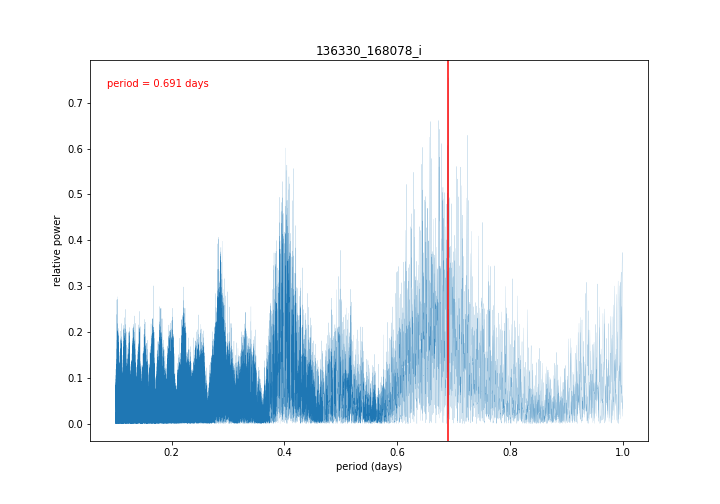 136330_168078_i
period = 0.691 days
0.7
0.6
0.5
0.4
0.3
0.2
0.1
0.0
relative power
0.2 0.4 0.6 0.8 1.0
period (days)